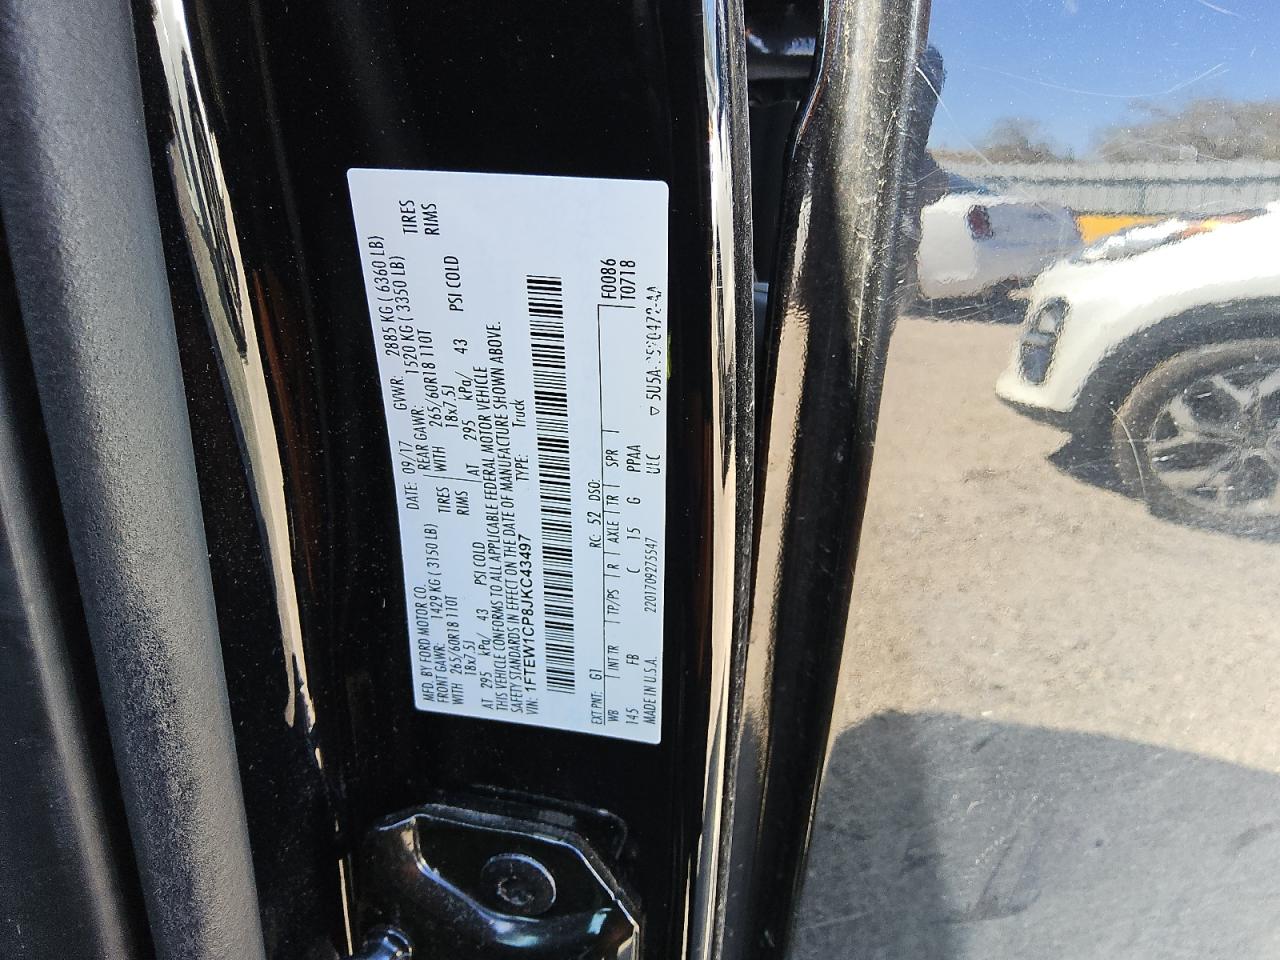 MFD. BY FORD MOTOR CO.
DATE: 09/17 GVWR: 2885 KG ( 6360 LB)
FRONT GAWR: 1429 KG ( 3150 LB) REAR GAWR: 1520 KG ( 3350 LB)
WITH 265/60R18 110T TIRES WITH 265/60R18 110T TIRES
18x7.5J RIMS 18x7.5J RIMS
AT 295 kPa/ 43 PSI COLD AT 295 kPa/ 43 PSI COLD
THIS VEHICLE CONFORMS TO ALL APPLICABLE FEDERAL MOTOR VEHICLE
SAFETY STANDARDS IN EFFECT ON THE DATE OF MANUFACTURE SHOWN ABOVE.
VIN: 1FTEW1CP8JKC43497 TYPE: Truck
EXT PNT: G1 RC: 52 DSO: F0086
WB INT TR TP/PS R AXLE TR SPR T0718
145 FB C 15 G PPAA
MADE IN U.S.A. 2201709275547 ULC